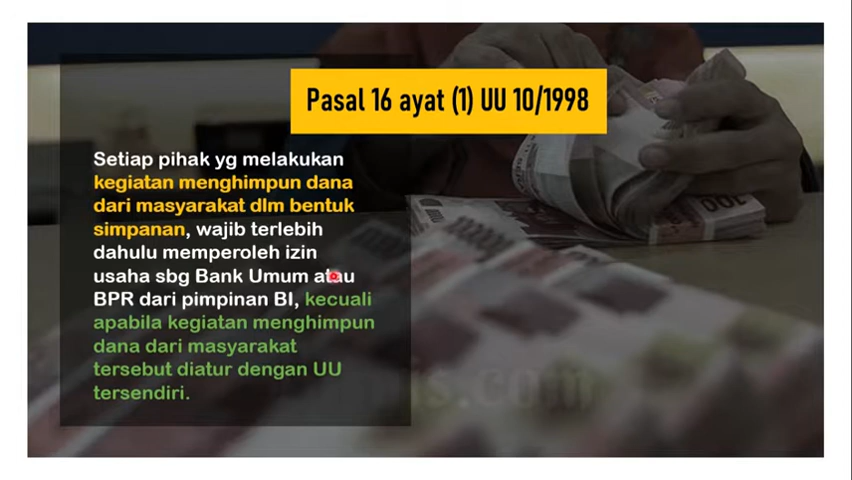 Pasal 16 ayat (1) UU 10/1998
Setiap pihak yg melakukan
kegiatan menghimpun dana
dari masyarakat dlm bentuk
simpanan, wajib terlebih
dahulu memperoleh izin
usaha sbg Bank Umum atau
BPR dari pimpinan BI, kecuali
apabila kegiatan menghimpun
dana dari masyarakat
tersebut diatur dengan UU
tersendiri.
100